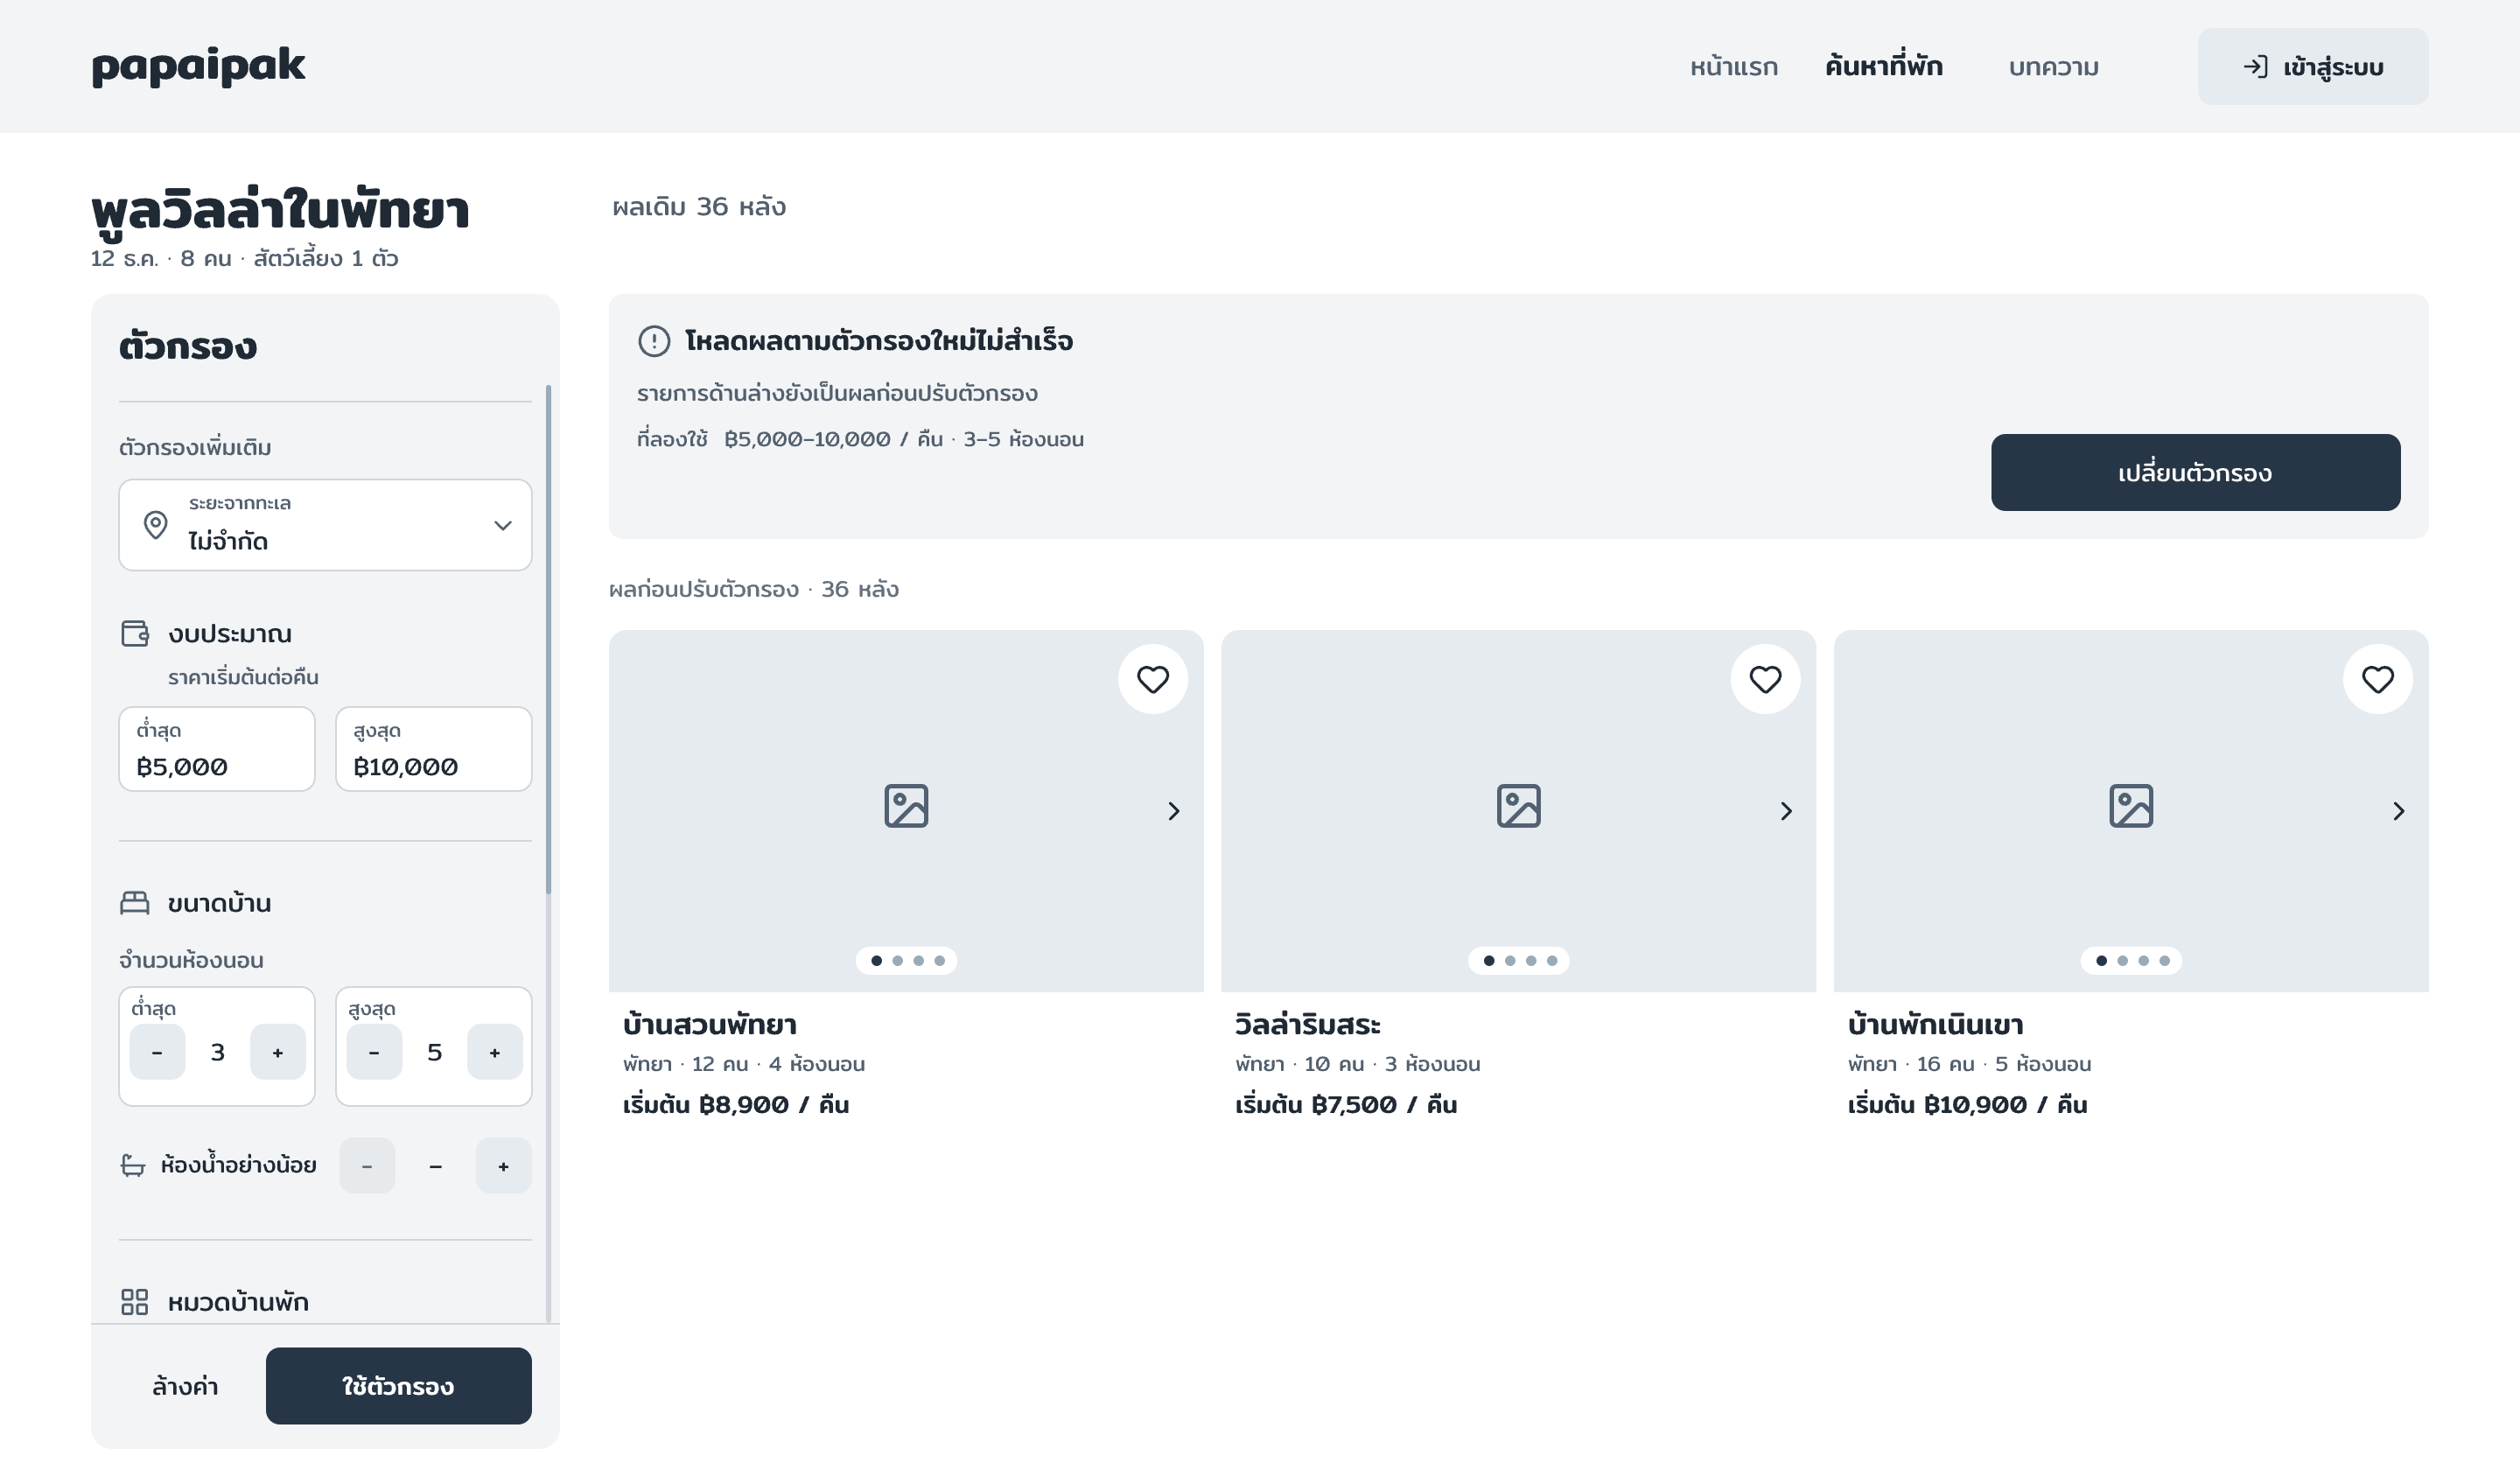 papaipak
หน้าแรก
ค้นหาที่พัก
บทความ
เข้าสู่ระบบ
พูลวิลล่าในพัทยา
12 ธ.ค. · 8 คน · สัตว์เลี้ยง 1 ตัว
ผลเดิม 36 หลัง
ตัวกรอง
ตัวกรองเพิ่มเติม
ระยะจากทะเล
ไม่จำกัด
งบประมาณ
ราคาเริ่มต้นต่อคืน
ต่ำสุด
฿5,000
สูงสุด
฿10,000
ขนาดบ้าน
จำนวนห้องนอน
ต่ำสุด
- 3 +
สูงสุด
- 5 +
ห้องน้ำอย่างน้อย - – +
หมวดบ้านพัก
ล้างค่า
ใช้ตัวกรอง
โหลดผลตามตัวกรองใหม่ไม่สำเร็จ
รายการด้านล่างยังเป็นผลก่อนปรับตัวกรอง
ที่ลองใช้ ฿5,000–10,000 / คืน · 3–5 ห้องนอน
เปลี่ยนตัวกรอง
ผลก่อนปรับตัวกรอง · 36 หลัง
บ้านสวนพัทยา
พัทยา · 12 คน · 4 ห้องนอน
เริ่มต้น ฿8,900 / คืน
วิลล่าริมสระ
พัทยา · 10 คน · 3 ห้องนอน
เริ่มต้น ฿7,500 / คืน
บ้านพักเนินเขา
พัทยา · 16 คน · 5 ห้องนอน
เริ่มต้น ฿10,900 / คืน